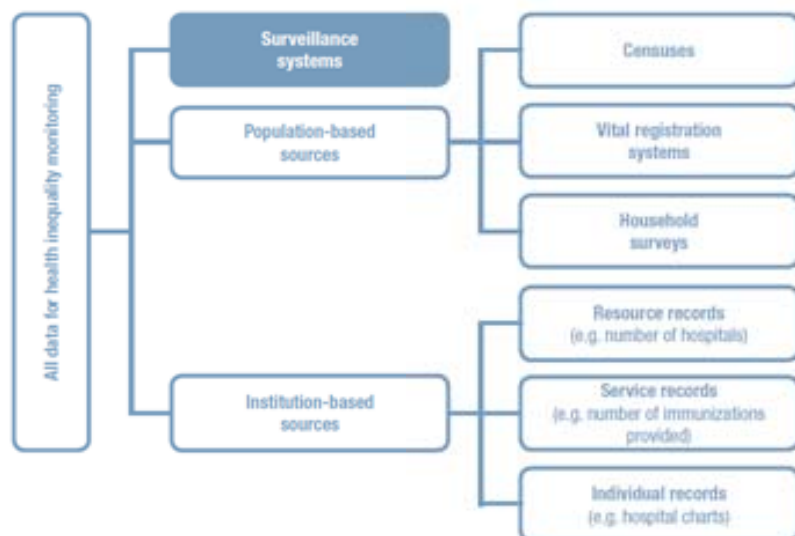 All data for health inequality monitoring
Surveillance
systems
Population-based
sources
Censuses
Vital registration
systems
Household
surveys
Institution-based
sources
Resource records
(e.g. number of hospitals)
Service records
(e.g. number of immunizations
provided)
Individual records
(e.g. hospital charts)